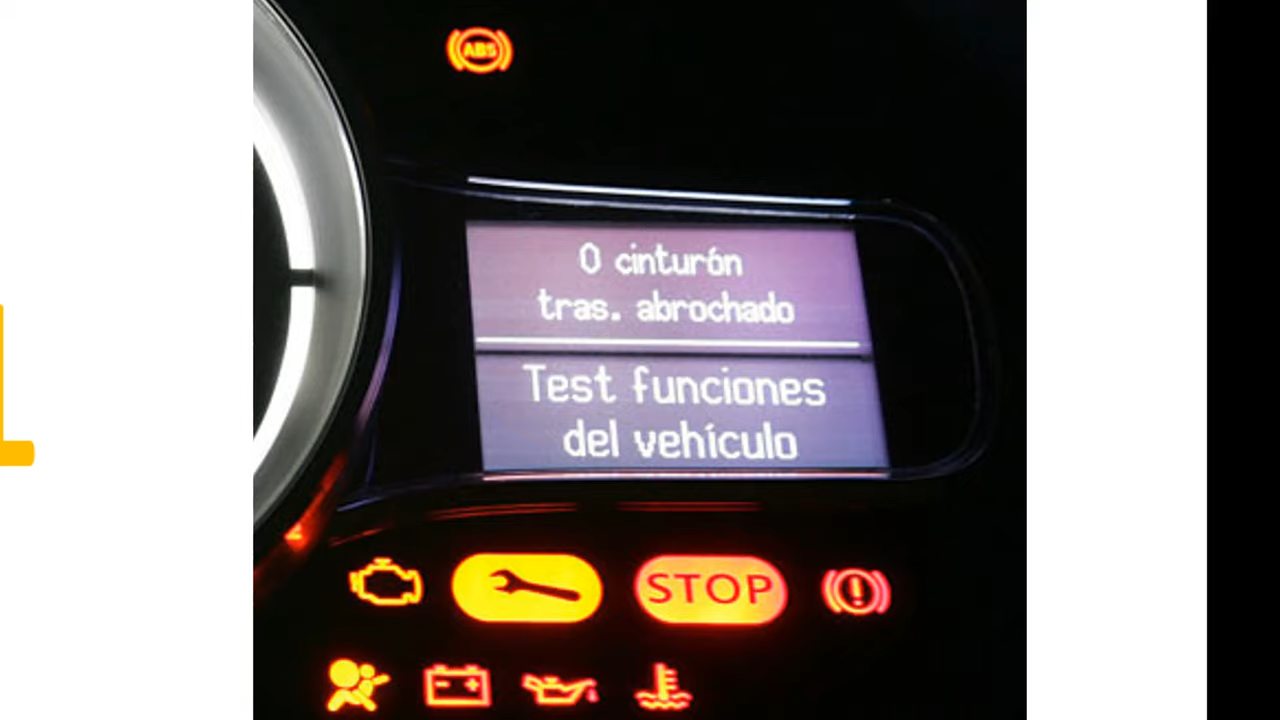 ABS
0 cinturón
tras. abrochado
Test funciones
del vehículo
STOP